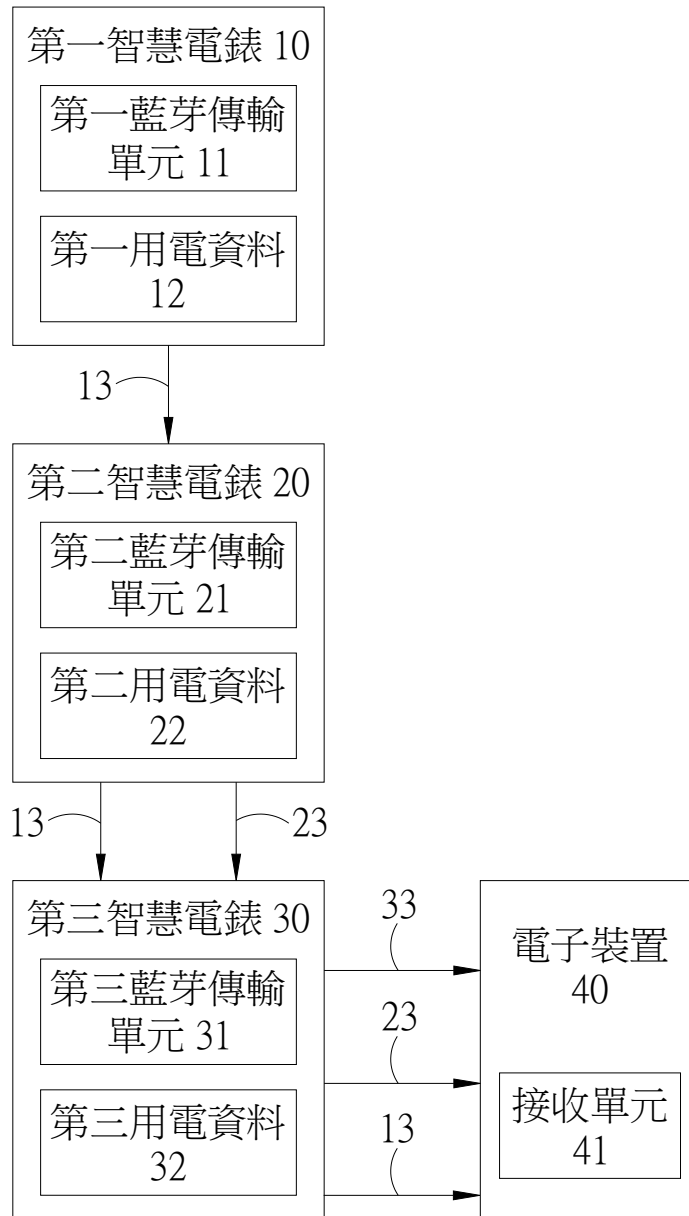 第一智慧電錶 10
第一藍芽傳輸
單元 11
第一用電資料
12
13
第二智慧電錶 20
第二藍芽傳輸
單元 21
第二用電資料
22
13
23
第三智慧電錶 30
第三藍芽傳輸
單元 31
第三用電資料
32
33
23
13
電子裝置
40
接收單元
41